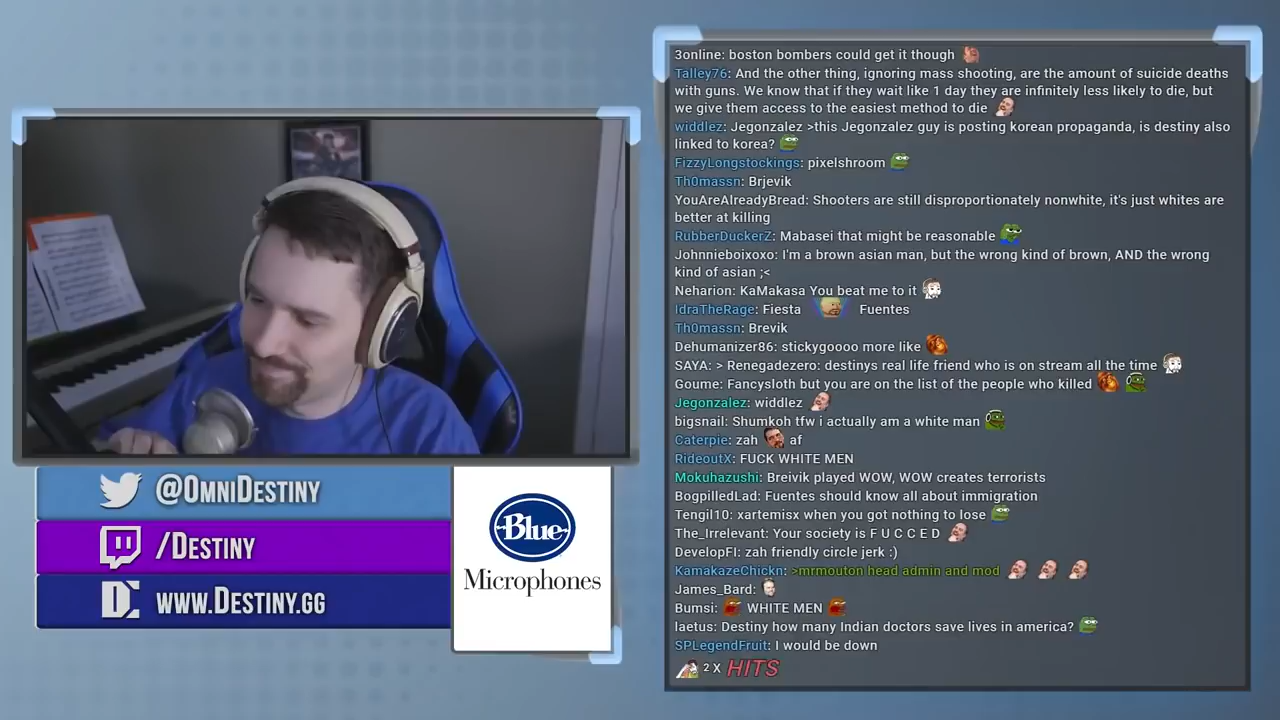 3online: boston bombers could get it though
Talley76: And the other thing, ignoring mass shooting, are the amount of suicide deaths
with guns. We know that if they wait like 1 day they are infinitely less likely to die, but
we give them access to the easiest method to die
widdlez: Jegonzalez >this Jegonzalez guy is posting korean propaganda, is destiny also
linked to korea?
FizzyLongstockings: pixelshroom
Th0massn: Brjevik
YouAreAlreadyBread: Shooters are still disproportionately nonwhite, it's just whites are
better at killing
RubberDuckerZ: Mabasei that might be reasonable
Johnnieboixoxo: I'm a brown asian man, but the wrong kind of brown, AND the wrong
kind of asian ;<
Neharion: KaMakasa You beat me to it
IdraTheRage: Fiesta Fuentes
Th0massn: Brevik
Dehumanizer86: stickygoooo more like
SAYA: > Renegadezero: destinys real life friend who is on stream all the time
Goume: Fancysloth but you are on the list of the people who killed
Jegonzalez: widdlez
bigsnail: Shumkoh tfw i actually am a white man
Caterpie: zah af
RideoutX: FUCK WHITE MEN
Mokuhazushi: Breivik played WOW, WOW creates terrorists
BogpilledLad: Fuentes should know all about immigration
Tengil10: xartemisx when you got nothing to lose
The_Irrelevant: Your society is F U C C E D
DevelopFI: zah friendly circle jerk :)
KamakazeChickn: >mrmouton head admin and mod
James_Bard:
Bumsi: WHITE MEN
laetus: Destiny how many Indian doctors save lives in america?
SPLegendFruit: I would be down
2 X HITS
@OmniDestiny
/Destiny
www.Destiny.gg
Blue
Microphones